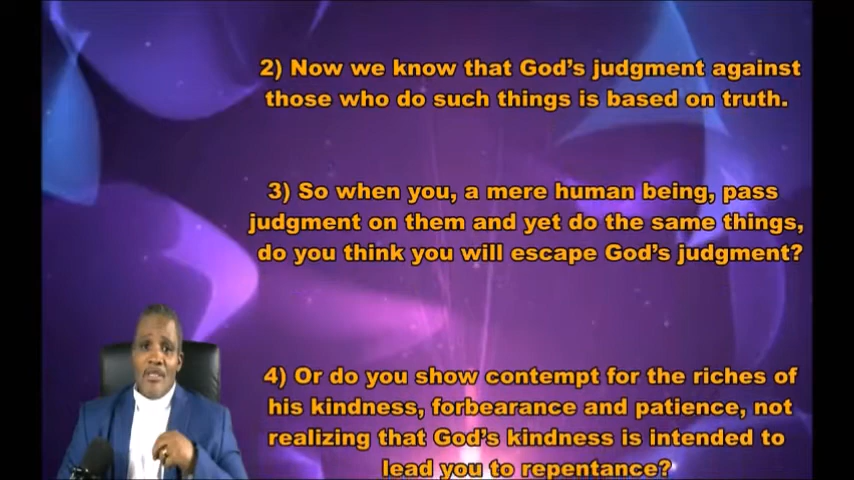 2) Now we know that God's judgment against
those who do such things is based on truth.
3) So when you, a mere human being, pass
judgment on them and yet do the same things,
do you think you will escape God's judgment?
4) Or do you show contempt for the riches of
his kindness, forbearance and patience, not
realizing that God's kindness is intended to
lead you to repentance?